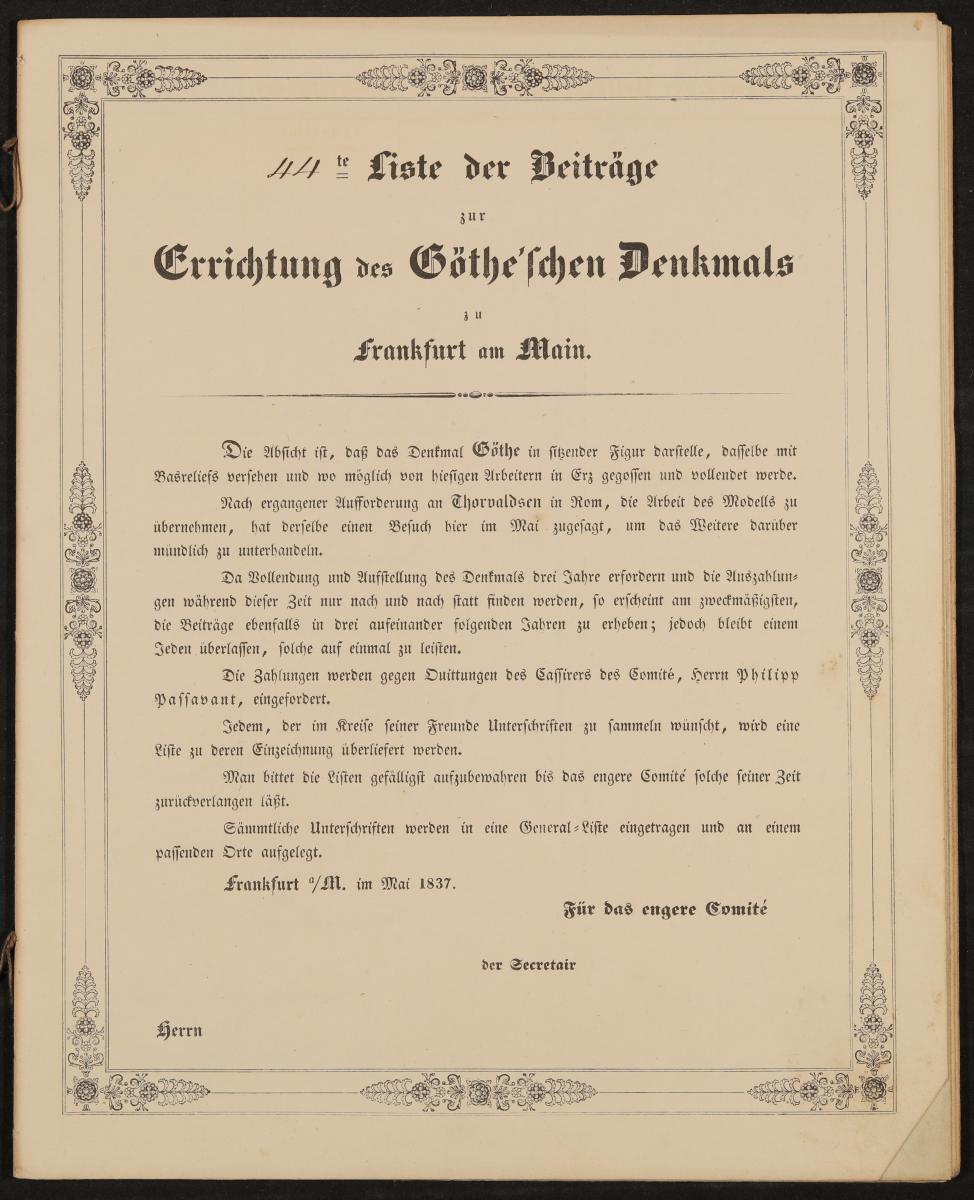 44te Liste der Beiträge
zur
Errichtung des Göthe'schen Denkmals
zu
Frankfurt am Main.
Die Absicht ist, daß das Denkmal Göthe in sitzender Figur darstelle, dasselbe mit
Basreliefs versehen und wo möglich von hiesigen Arbeitern in Erz gegossen und vollendet werde.
Nach ergangener Aufforderung an Thorvaldsen in Rom, die Arbeit des Modells zu
übernehmen, hat derselbe einen Besuch hier im Mai zugesagt, um das Weitere darüber
mündlich zu unterhandeln.
Da Vollendung und Aufstellung des Denkmals drei Jahre erfordern und die Auszahlun-
gen während dieser Zeit nur nach und nach statt finden werden, so erscheint am zweckmäßigsten,
die Beiträge ebenfalls in drei aufeinander folgenden Jahren zu erheben; jedoch bleibt einem
Jeden überlassen, solche auf einmal zu leisten.
Die Zahlungen werden gegen Quittungen des Cassirers des Comité, Herrn Philipp
Passavant, eingefordert.
Jedem, der im Kreise seiner Freunde Unterschriften zu sammeln wünscht, wird eine
Liste zu deren Einzeichnung überliefert werden.
Man bittet die Listen gefälligst aufzubewahren bis das engere Comité solche seiner Zeit
zurückverlangen läßt.
Sämmtliche Unterschriften werden in eine General-Liste eingetragen und an einem
passenden Orte aufgelegt.
Frankfurt a/M. im Mai 1837.
Für das engere Comité
der Secretair
Herrn